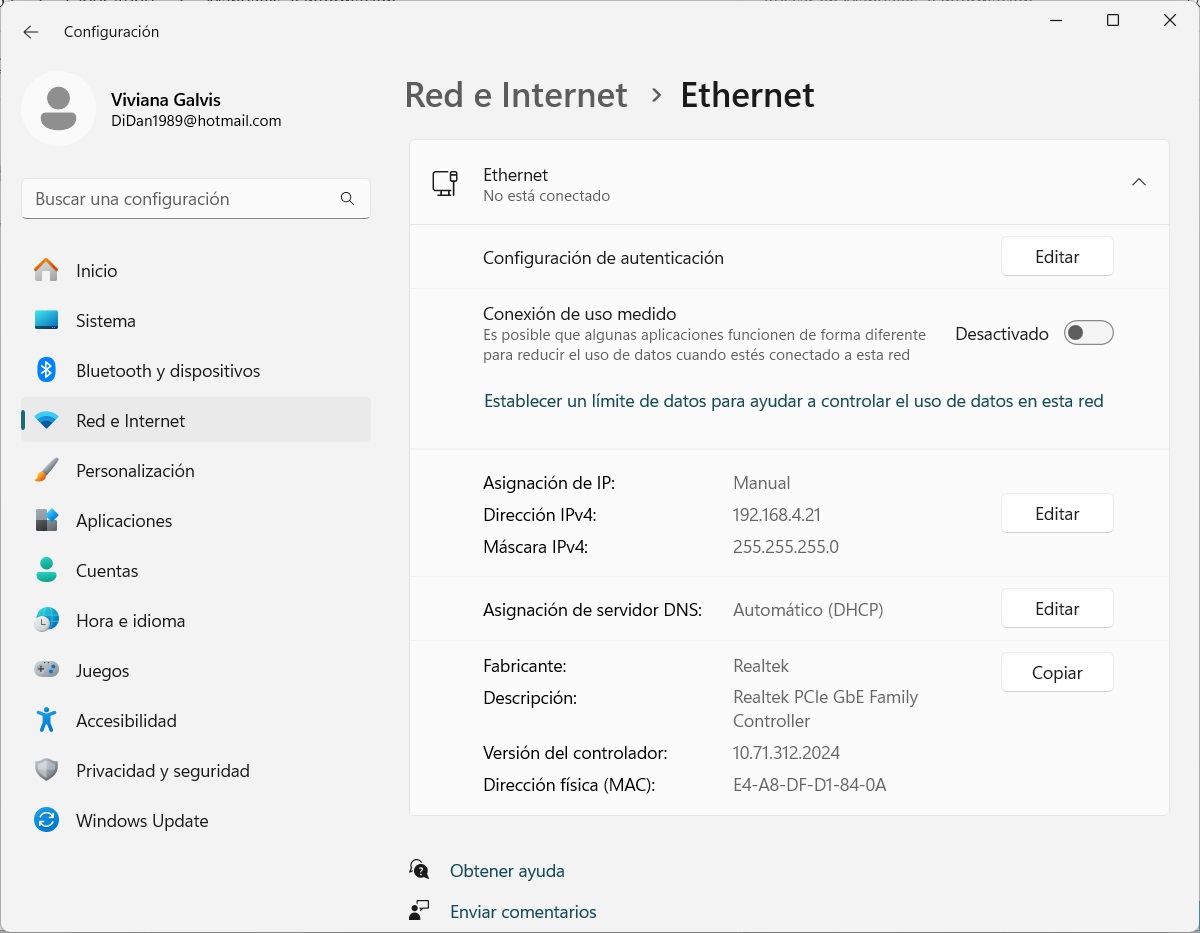 Configuración
Viviana Galvis
DiDan1989@hotmail.com
Buscar una configuración
Inicio
Sistema
Bluetooth y dispositivos
Red e Internet
Personalización
Aplicaciones
Cuentas
Hora e idioma
Juegos
Accesibilidad
Privacidad y seguridad
Windows Update
Red e Internet > Ethernet
Ethernet
No está conectado
Configuración de autenticación Editar
Conexión de uso medido
Es posible que algunas aplicaciones funcionen de forma diferente
para reducir el uso de datos cuando estés conectado a esta red
Desactivado
Establecer un límite de datos para ayudar a controlar el uso de datos en esta red
Asignación de IP: Manual
Dirección IPv4: 192.168.4.21
Máscara IPv4: 255.255.255.0
Editar
Asignación de servidor DNS: Automático (DHCP) Editar
Fabricante: Realtek
Descripción: Realtek PCIe GbE Family
Controller
Versión del controlador: 10.71.312.2024
Dirección física (MAC): E4-A8-DF-D1-84-0A
Copiar
Obtener ayuda
Enviar comentarios